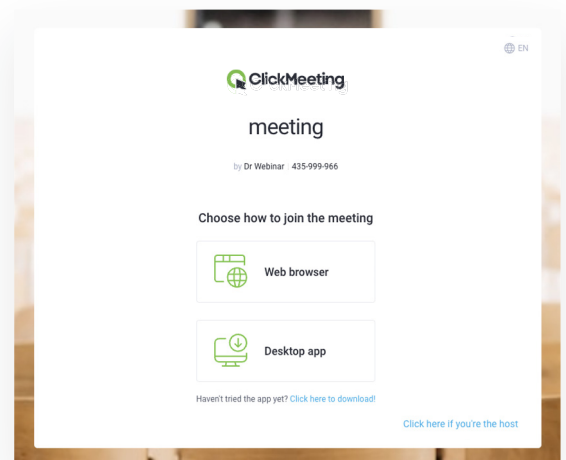 EN
ClickMeeting
meeting
by Dr Webinar | 435-999-966
Choose how to join the meeting
Web browser
Desktop app
Haven't tried the app yet? Click here to download!
Click here if you're the host